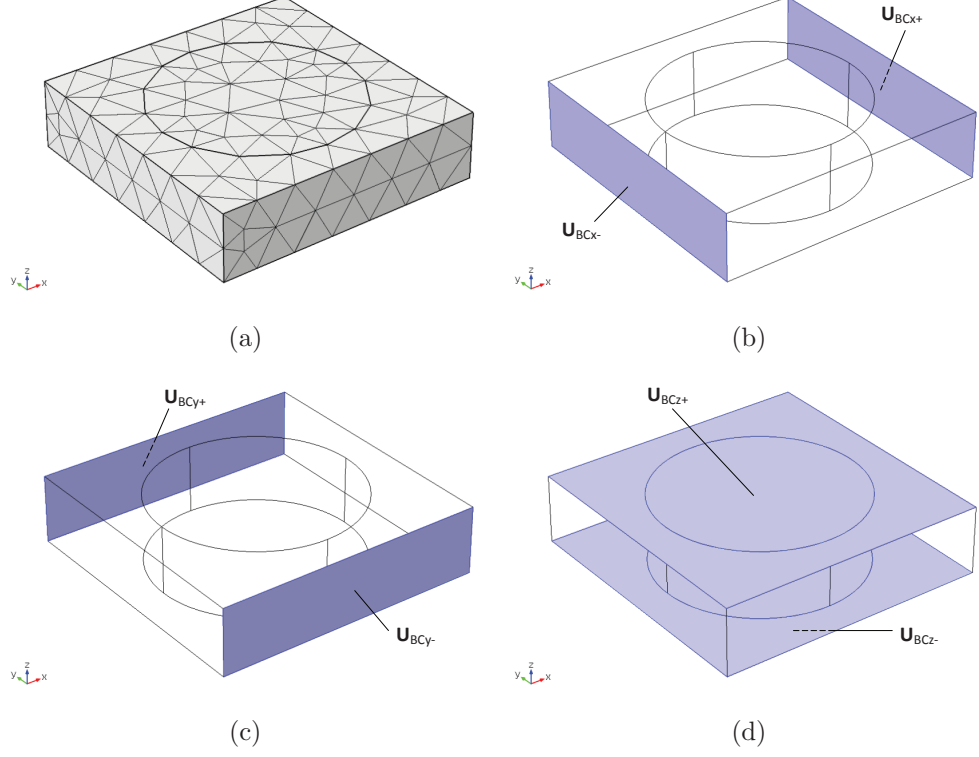 z
y
x
(a)
U_BCx+
U_BCx-
z
y
x
(b)
U_BCy+
U_BCy-
z
y
x
(c)
U_BCz+
U_BCz-
z
y
x
(d)